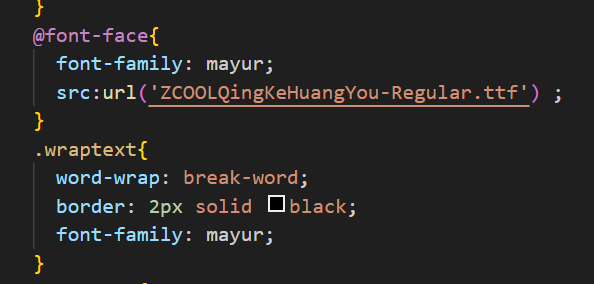 }
@font-face{
font-family: mayur;
src:url('ZCOOLQingKeHuangYou-Regular.ttf') ;
}
.wraptext{
word-wrap: break-word;
border: 2px solid black;
font-family: mayur;
}